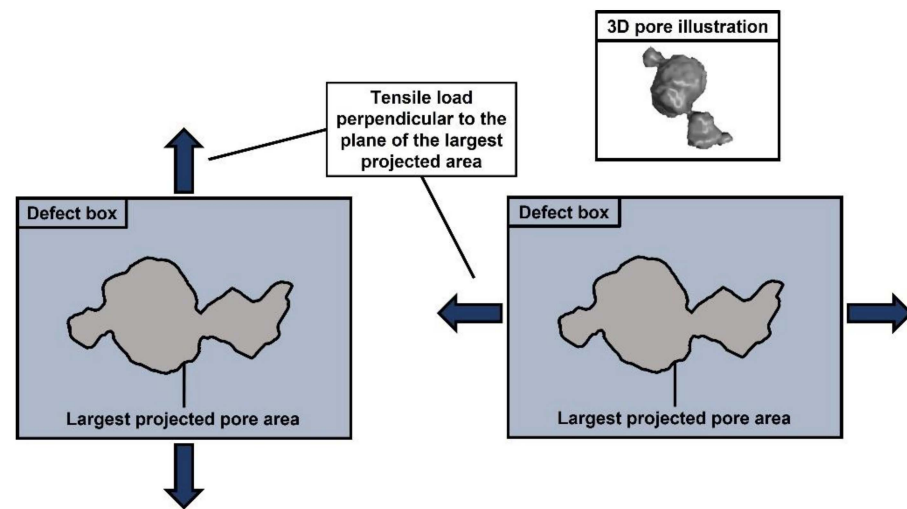 3D pore illustration
Tensile load
perpendicular to the
plane of the largest
projected area
Defect box
Largest projected pore area
Defect box
Largest projected pore area